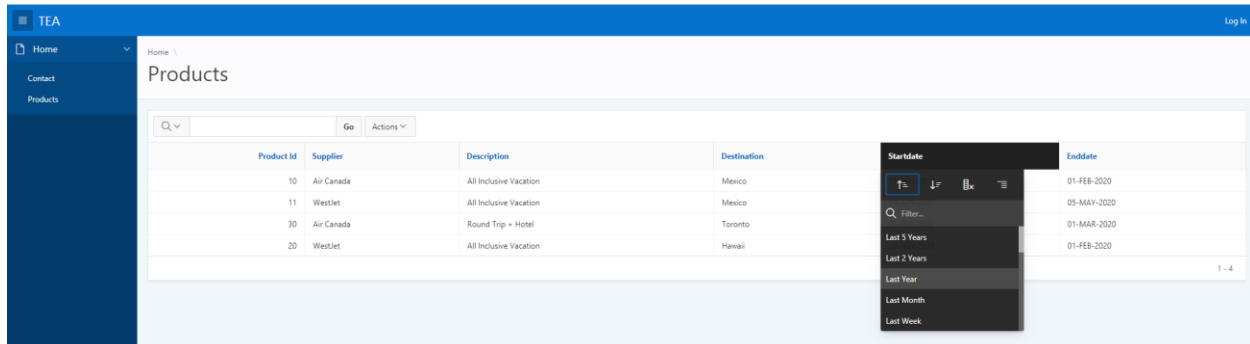 TEA
Log In
Home
Contact
Products
Home \
Products
Go Actions
Product Id Supplier Description Destination Startdate Enddate
10 Air Canada All Inclusive Vacation Mexico 01-FEB-2020
11 WestJet All Inclusive Vacation Mexico 05-MAY-2020
30 Air Canada Round Trip + Hotel Toronto 01-MAR-2020
20 WestJet All Inclusive Vacation Hawaii 01-FEB-2020
Filter...
Last 5 Years
Last 2 Years
Last Year
Last Month
Last Week
1 - 4